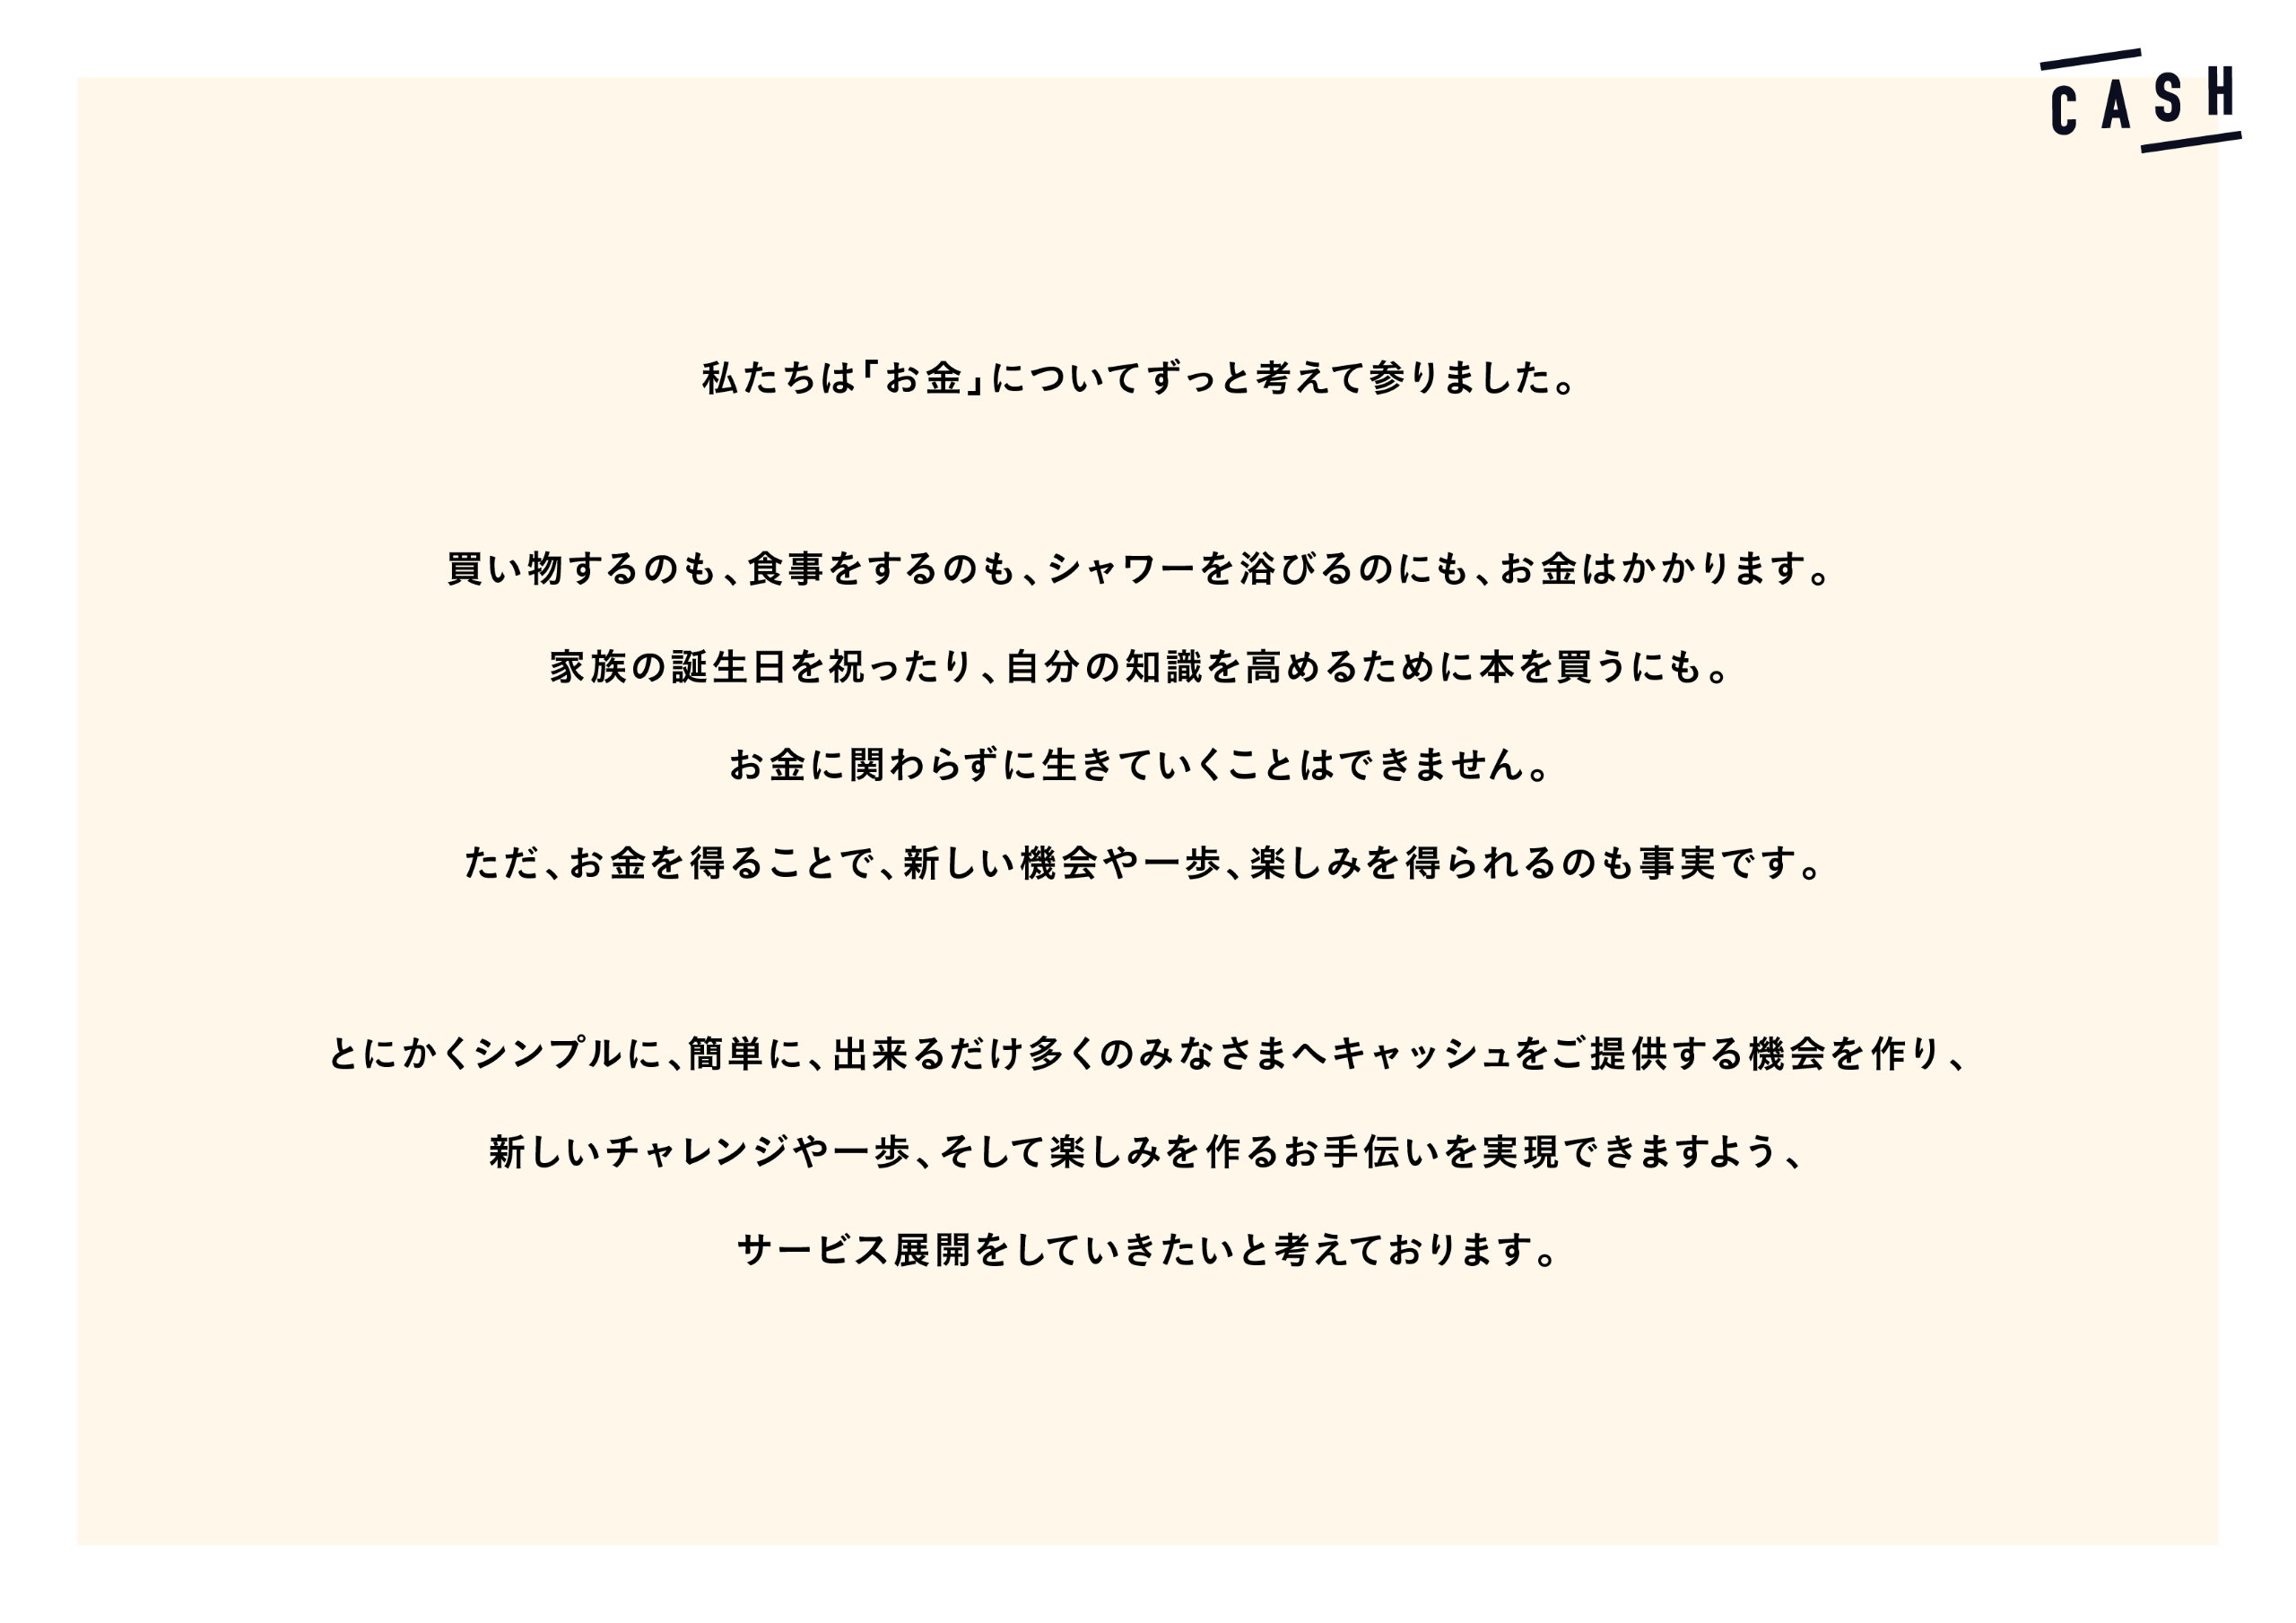 CASH
私たちは「お金」についてずっと考えて参りました。
買い物するのも、食事をするのも、シャワーを浴びるのにも、お金はかかります。
家族の誕生日を祝ったり、自分の知識を高めるために本を買うにも。
お金に関わらずに生きていくことはできません。
ただ、お金を得ることで、新しい機会や一歩、楽しみを得られるのも事実です。
とにかくシンプルに、簡単に、出来るだけ多くのみなさまへキャッシュをご提供する機会を作り、
新しいチャレンジや一歩、そして楽しみを作るお手伝いを実現できますよう、
サービス展開をしていきたいと考えております。